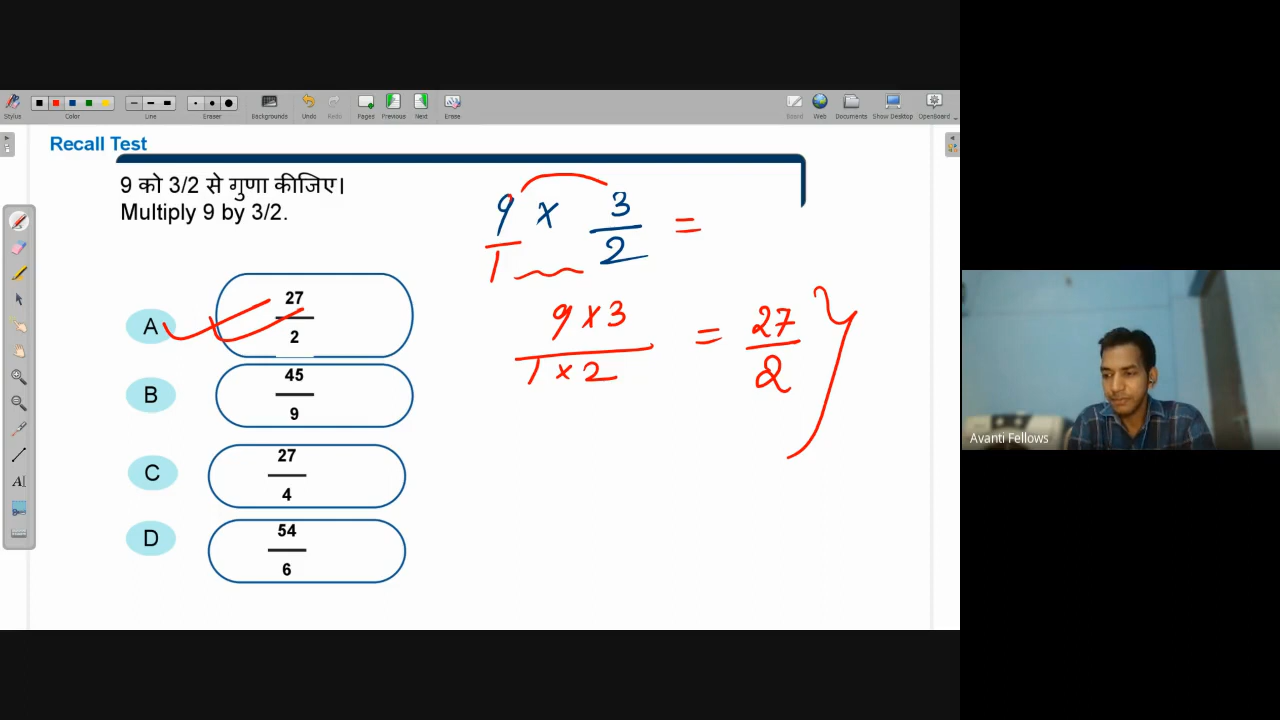 Stylus
Color
Line
Eraser
Backgrounds
Undo
Redo
Pages
Previous
Next
Erase
Board
Web
Documents
Show Desktop
OpenBoard
Recall Test
9 को 3/2 से गुणा कीजिए।
Multiply 9 by 3/2.
A
27
2
B
45
9
C
27
4
D
54
6
9 x 3 =
1 2
9 x 3 = 27
1 x 2 2
AI
Avanti Fellows